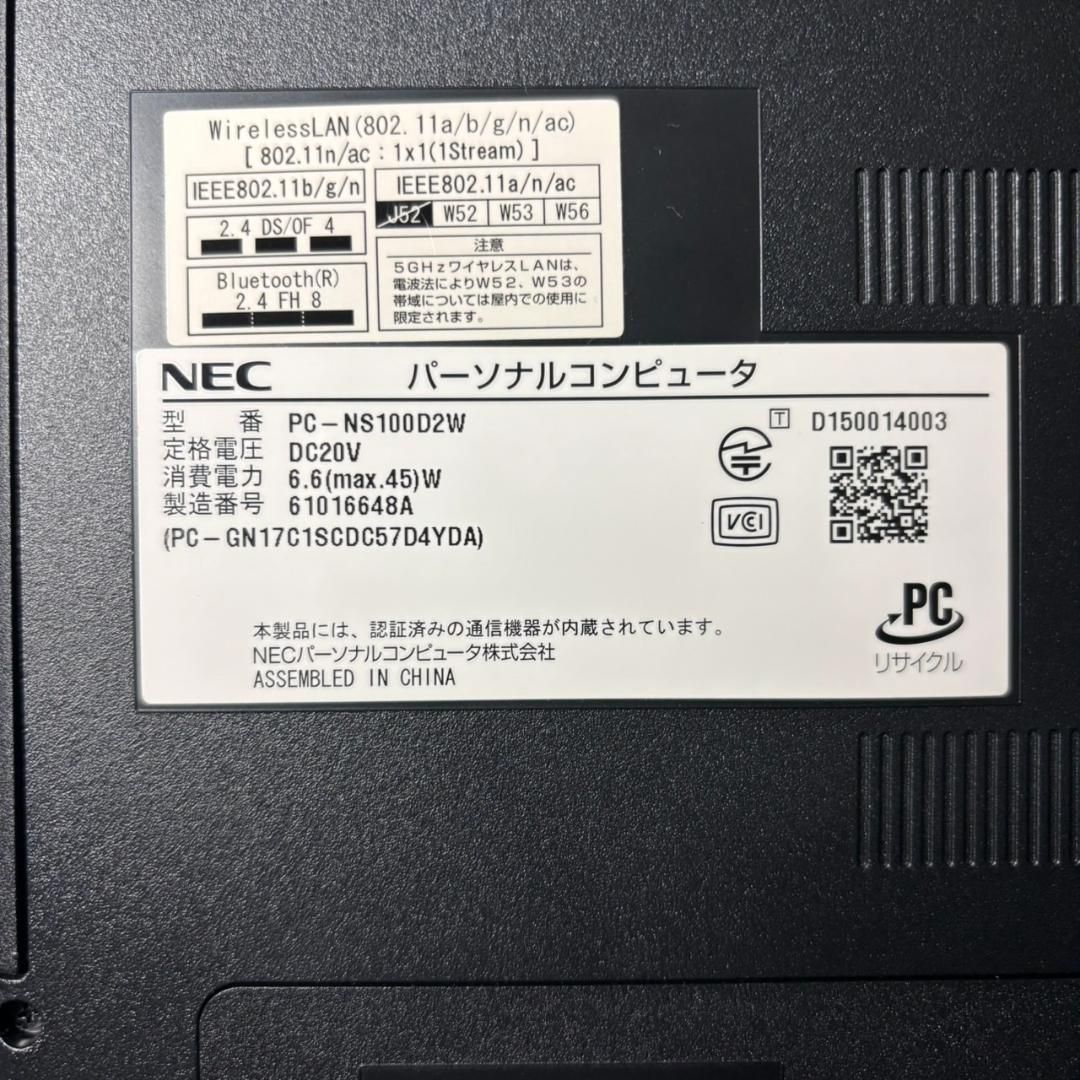 WirelessLAN(802.11a/b/g/n/ac)
[ 802.11n/ac : 1x1(1Stream) ]
IEEE802.11b/g/n
IEEE802.11a/n/ac
J52 W52 W53 W56
2.4 DS/OF 4
Bluetooth(R)
2.4 FH 8
注意
5GHzワイヤレスLANは、
電波法によりW52、W53の
帯域については屋内での使用に
限定されます。
NEC パーソナルコンピュータ
型 番 PC-NS100D2W
定格電圧 DC20V
消費電力 6.6(max.45)W
製造番号 61016648A
(PC-GN17C1SCDC57D4YDA)
T D150014003
VCCI
本製品には、認証済みの通信機器が内蔵されています。
NECパーソナルコンピュータ株式会社
ASSEMBLED IN CHINA
PC
リサイクル